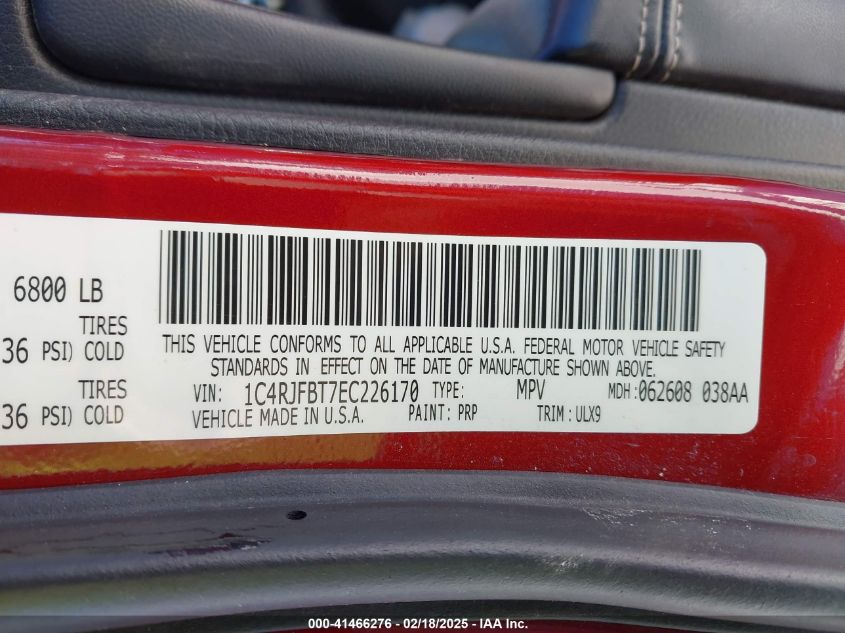 6800 LB
TIRES
36 PSI) COLD
TIRES
36 PSI) COLD
THIS VEHICLE CONFORMS TO ALL APPLICABLE U.S.A. FEDERAL MOTOR VEHICLE SAFETY
STANDARDS IN EFFECT ON THE DATE OF MANUFACTURE SHOWN ABOVE.
VIN: 1C4RJFBT7EC226170 TYPE: MPV MDH:062608 038AA
VEHICLE MADE IN U.S.A. PAINT: PRP TRIM:ULX9
000-41466276 - 02/18/2025 - IAA Inc.